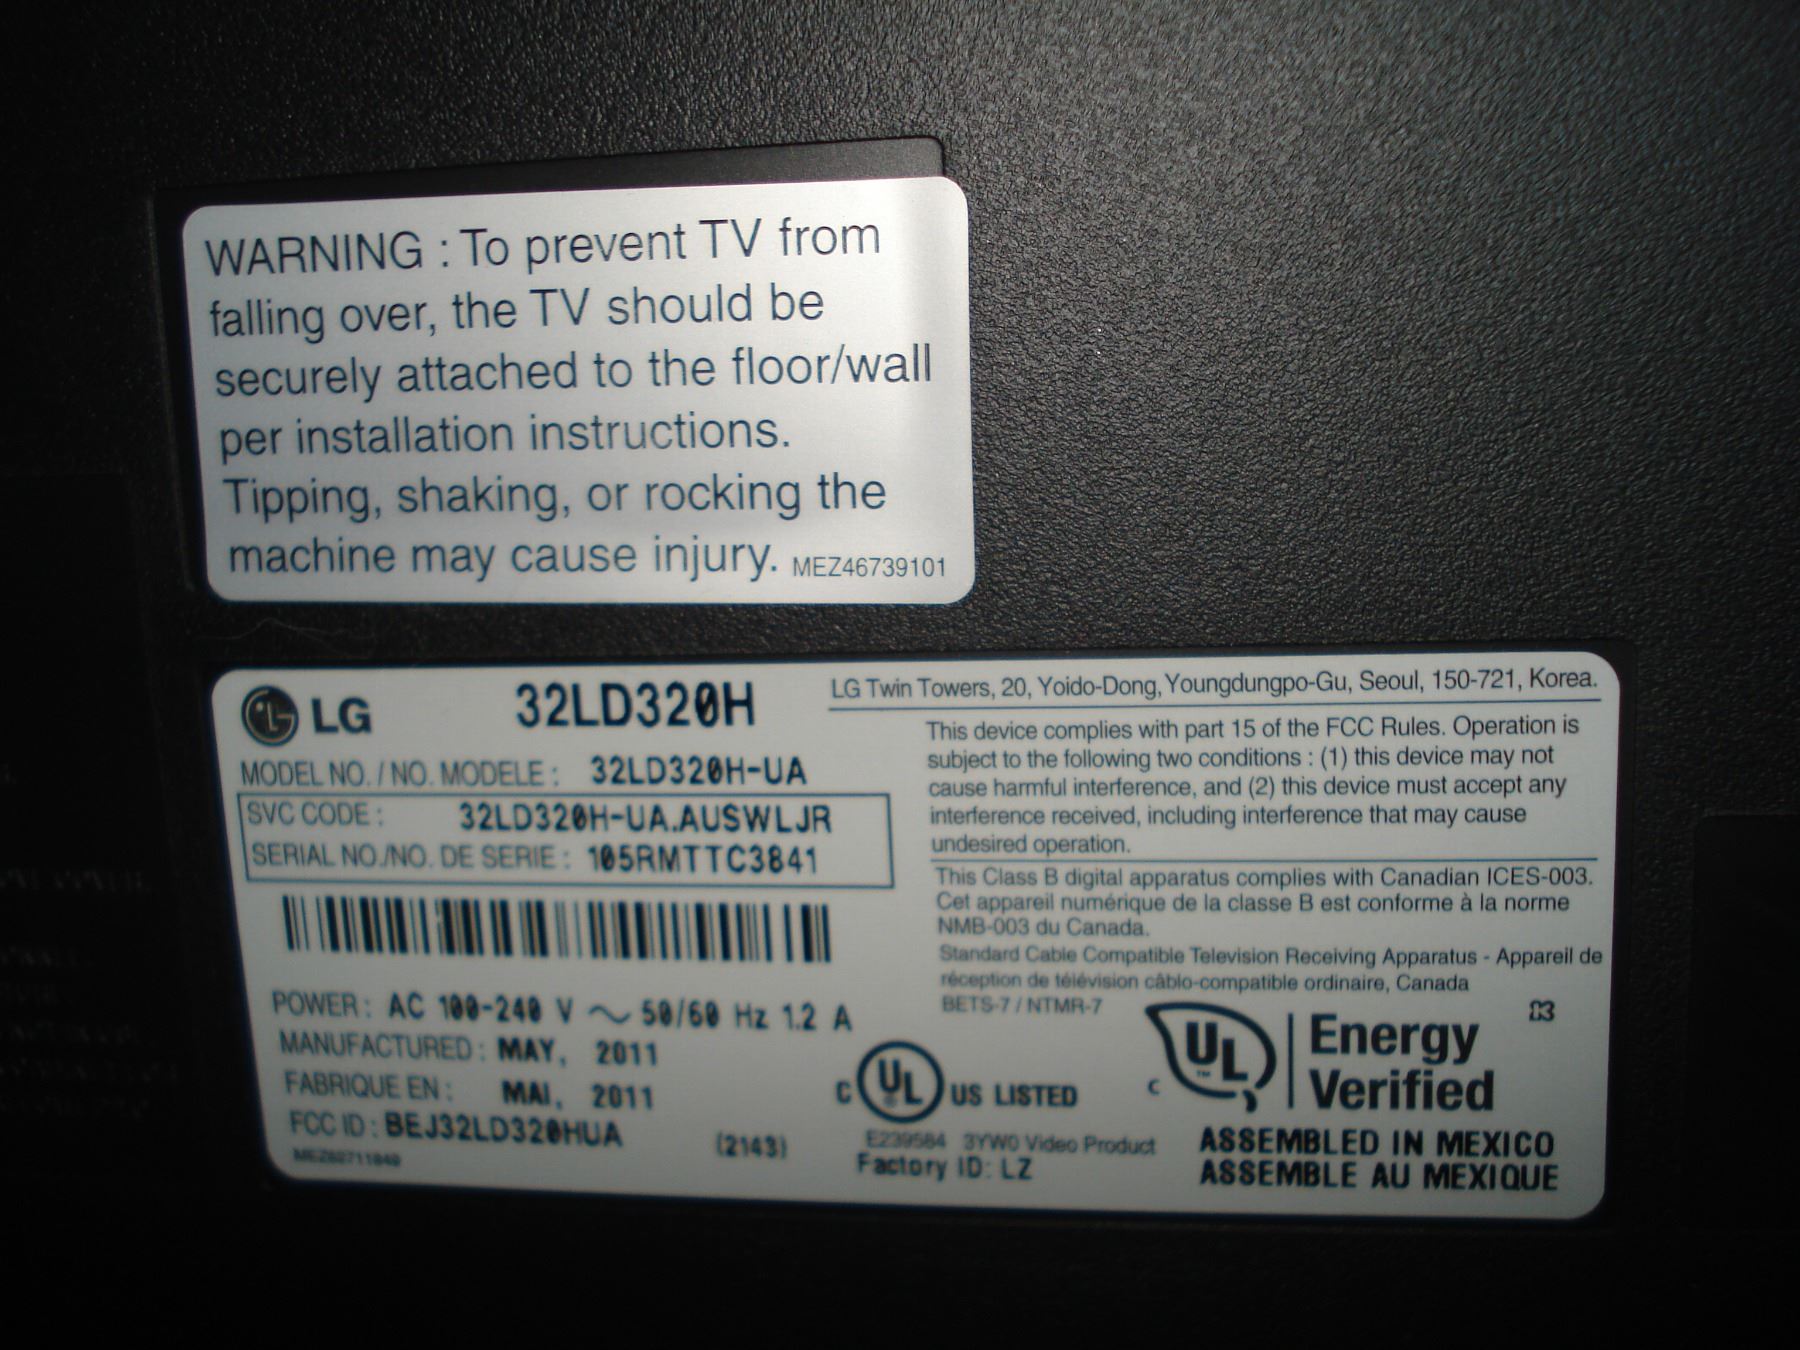 WARNING : To prevent TV from
falling over, the TV should be
securely attached to the floor/wall
per installation instructions.
Tipping, shaking, or rocking the
machine may cause injury. MEZ46739101
LG 32LD320H
MODEL NO. / NO. MODELE : 32LD320H-UA
SVC CODE : 32LD320H-UA.AUSWLJR
SERIAL NO./NO. DE SERIE : 105RMTTC3841
POWER : AC 100-240 V ~ 50/60 Hz 1.2 A
MANUFACTURED : MAY, 2011
FABRIQUE EN : MAI, 2011
FCC ID : BEJ32LD320HUA (2143)
LG Twin Towers, 20, Yoido-Dong, Youngdungpo-Gu, Seoul, 150-721, Korea.
This device complies with part 15 of the FCC Rules. Operation is
subject to the following two conditions : (1) this device may not
cause harmful interference, and (2) this device must accept any
interference received, including interference that may cause
undesired operation.
This Class B digital apparatus complies with Canadian ICES-003.
Cet appareil numérique de la classe B est conforme à la norme
NMB-003 du Canada.
Standard Cable Compatible Television Receiving Apparatus - Appareil de
réception de télévision câblo-compatible ordinaire, Canada
BETS-7 / NTMR-7
C UL US LISTED
E239584 3YW0 Video Product
Factory ID: LZ
C UL TM Energy
Verified
ASSEMBLED IN MEXICO
ASSEMBLE AU MEXIQUE